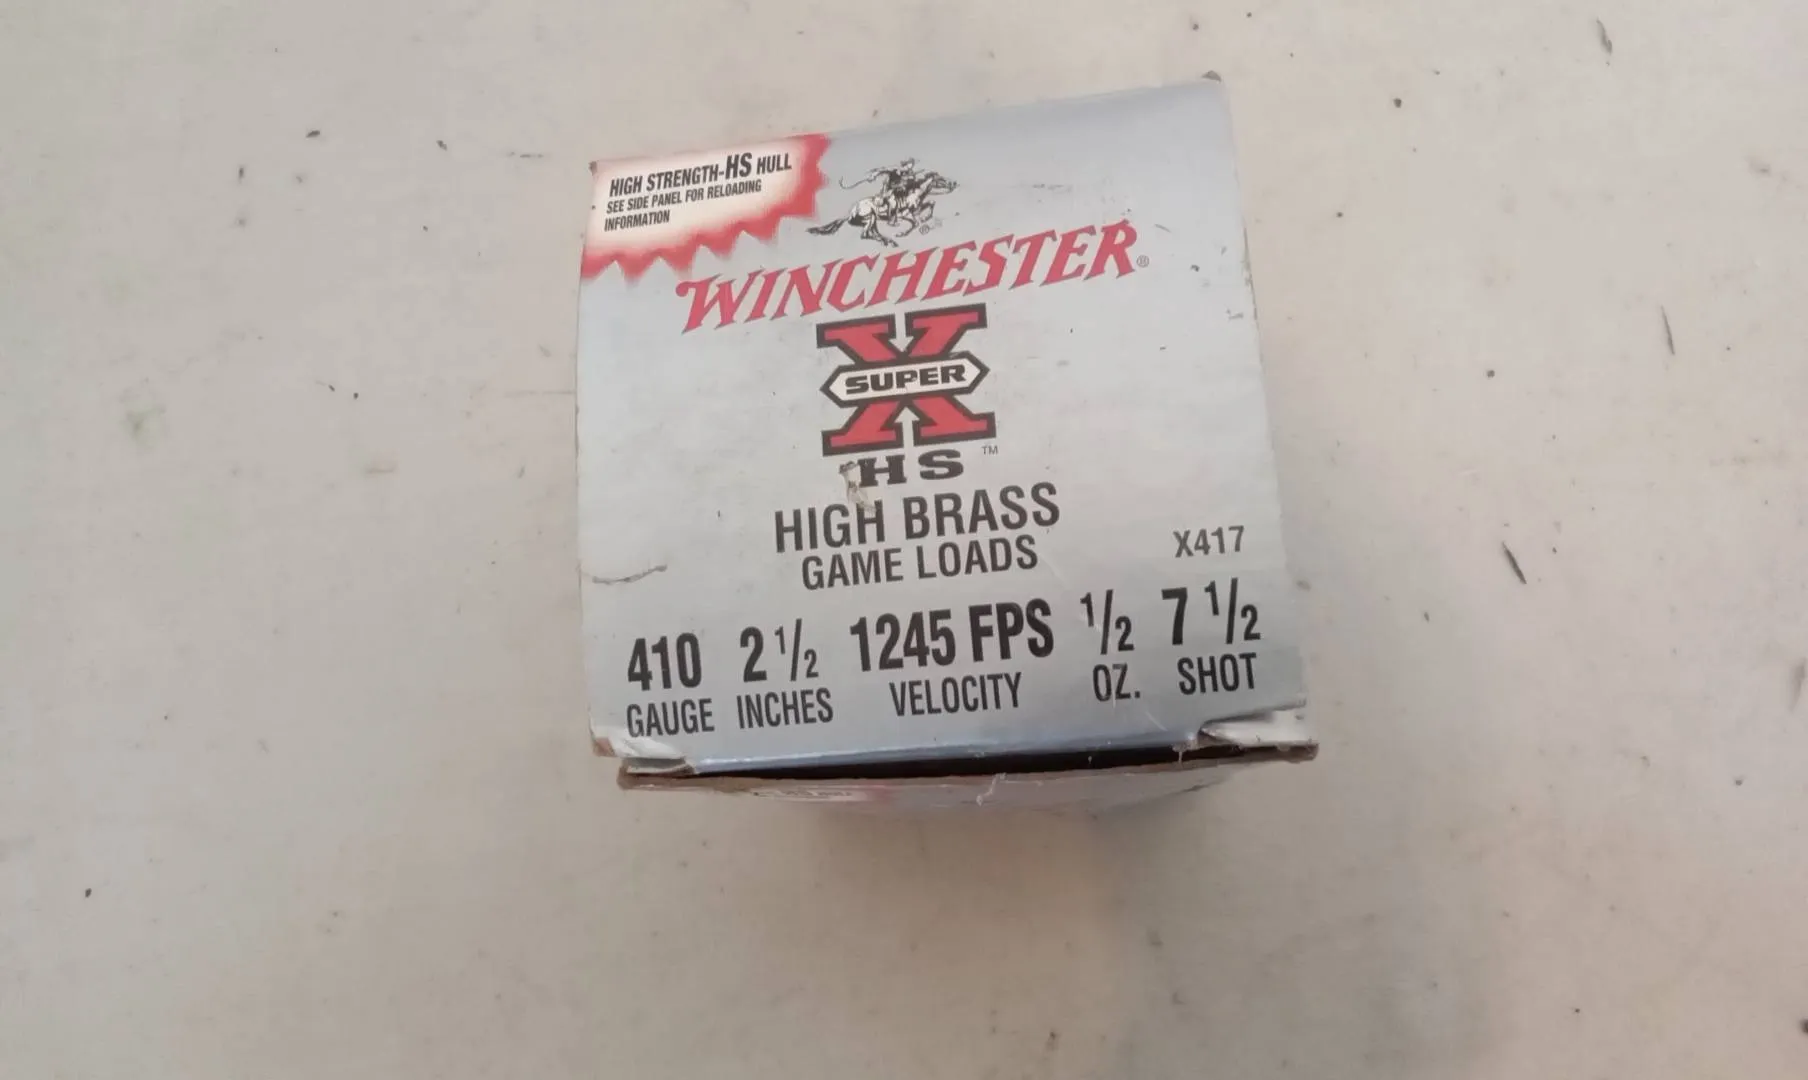 HIGH STRENGTH-HS HULL
SEE SIDE PANEL FOR RELOADING
INFORMATION
WINCHESTER®
X
SUPER
HS ™
HIGH BRASS
GAME LOADS
X417
410 2 1/2 1245 FPS 1/2 7 1/2
GAUGE INCHES VELOCITY OZ. SHOT